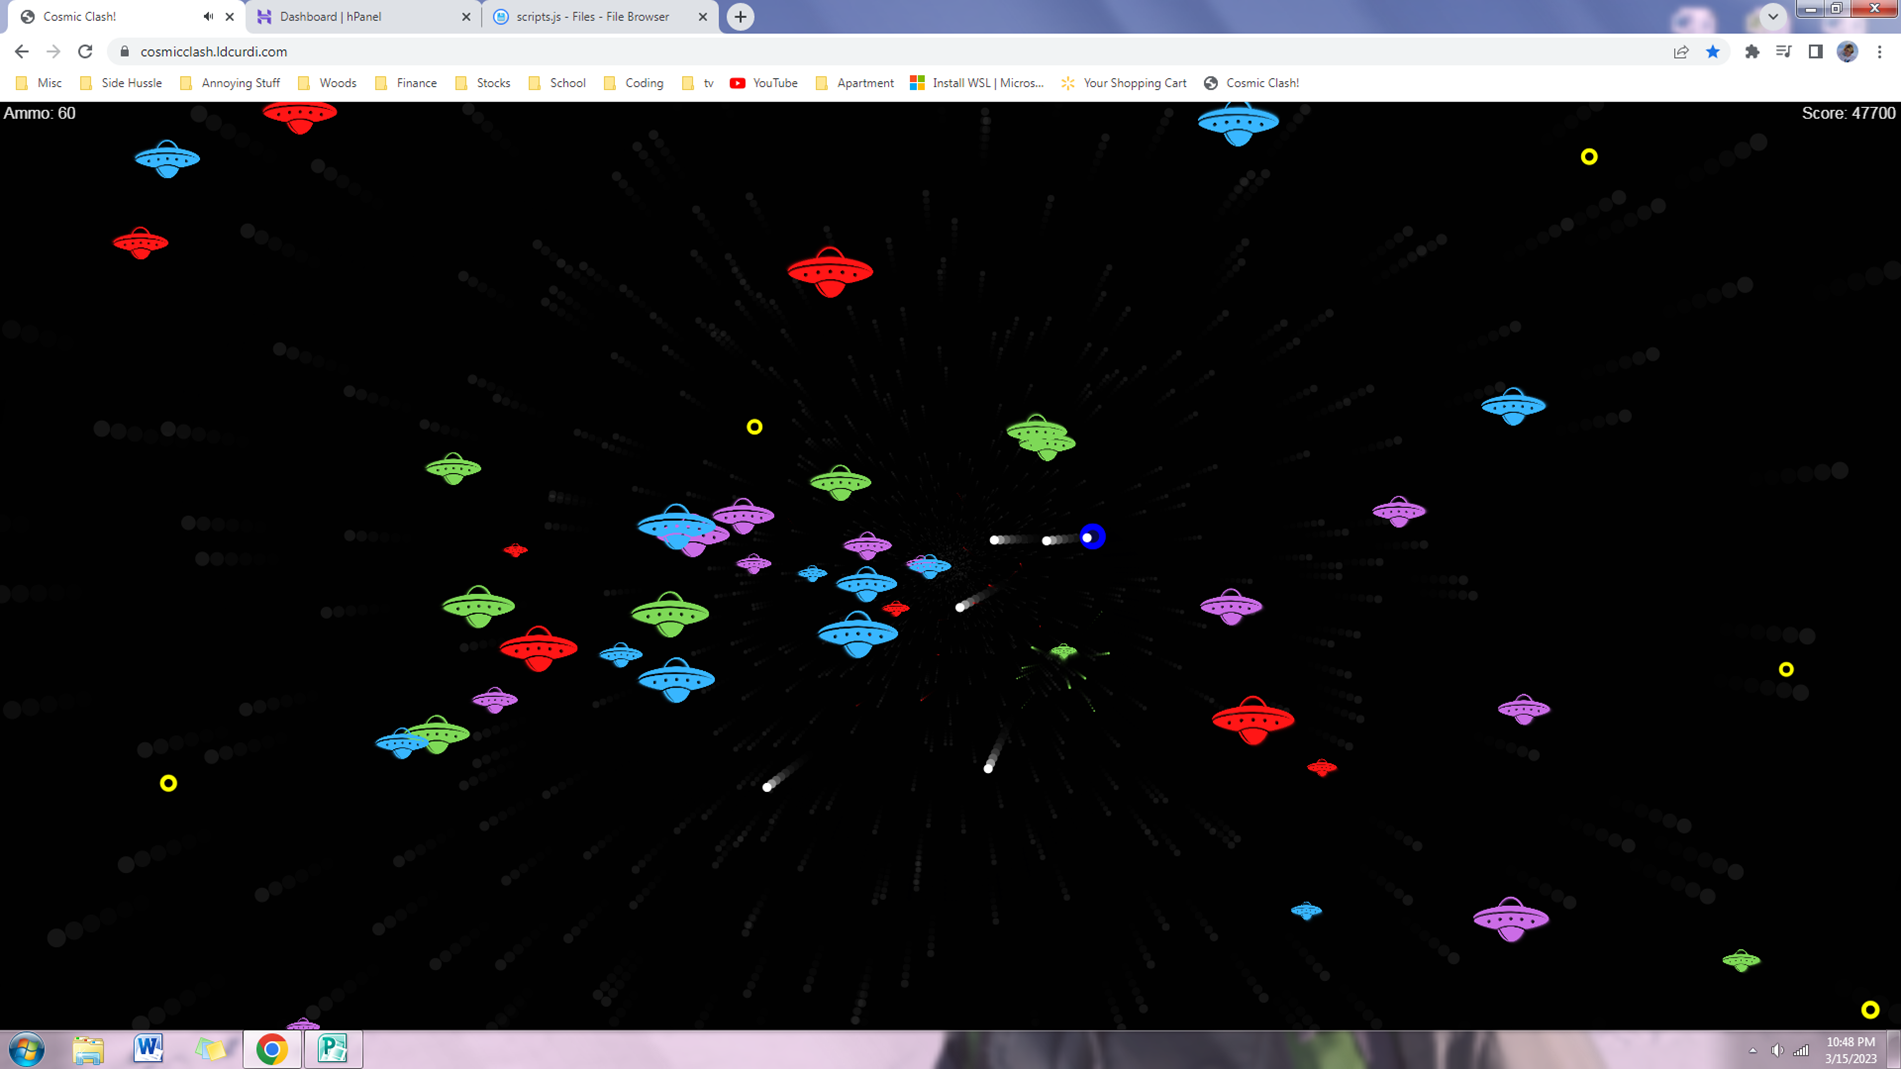 Cosmic Clash!
Dashboard | hPanel
scripts.js - Files - File Browser
cosmicclash.ldcurdi.com
Misc
Side Hussle
Annoying Stuff
Woods
Finance
Stocks
School
Coding
tv
YouTube
Apartment
Install WSL | Micros...
Your Shopping Cart
Cosmic Clash!
Ammo: 60
Score: 47700
10:48 PM
3/15/2023